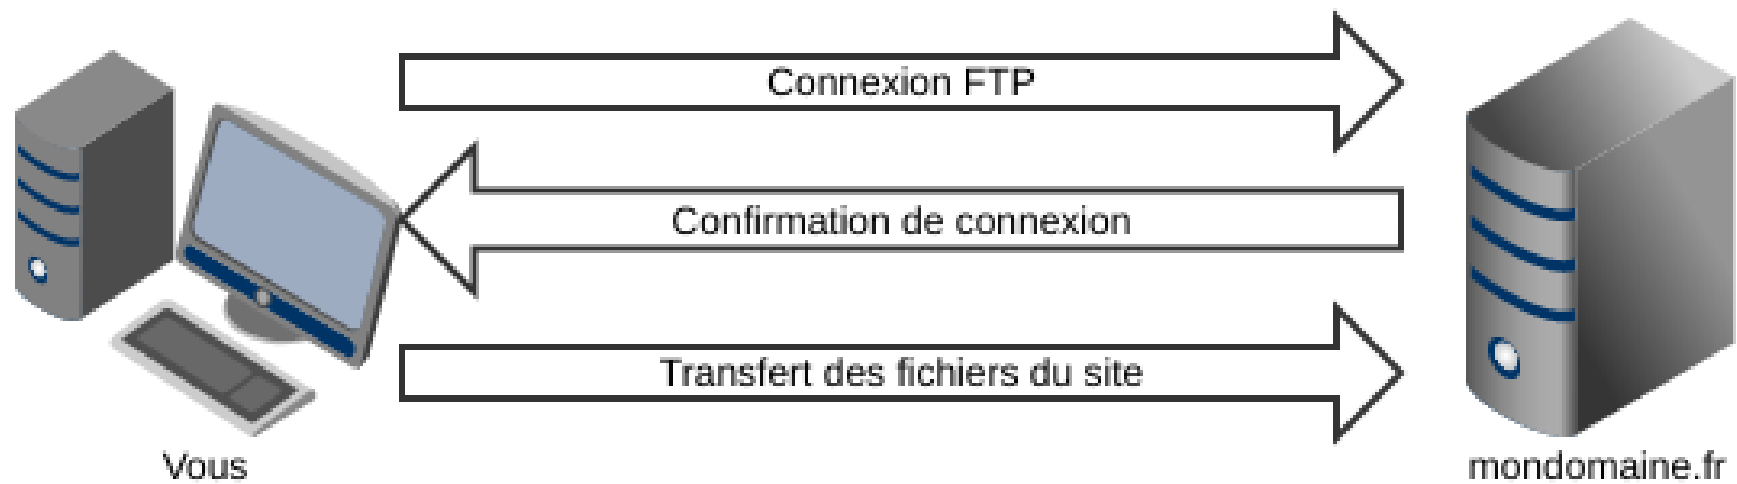 Connexion FTP
Confirmation de connexion
Transfert des fichiers du site
Vous
mondomaine.fr